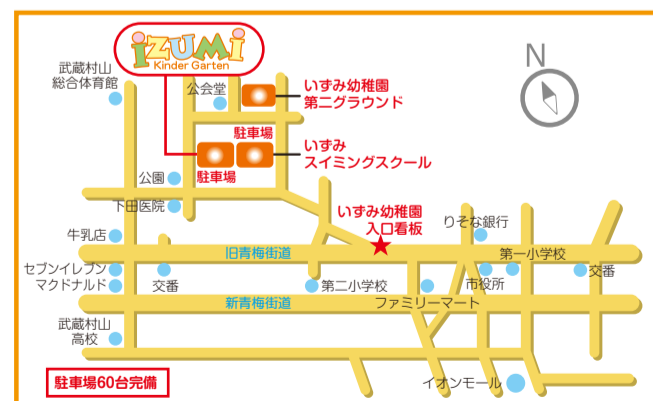 izumi
Kinder Garten
N
武蔵村山
総合体育館
公会堂
いずみ幼稚園
第二グラウンド
駐車場
いずみ
スイミングスクール
駐車場
公園
下田医院
いずみ幼稚園
入口看板
りそな銀行
牛乳店
旧青梅街道
第一小学校
セブンイレブン
マクドナルド
交番
第二小学校
ファミリーマート
市役所
交番
新青梅街道
武蔵村山
高校
駐車場60台完備
イオンモール